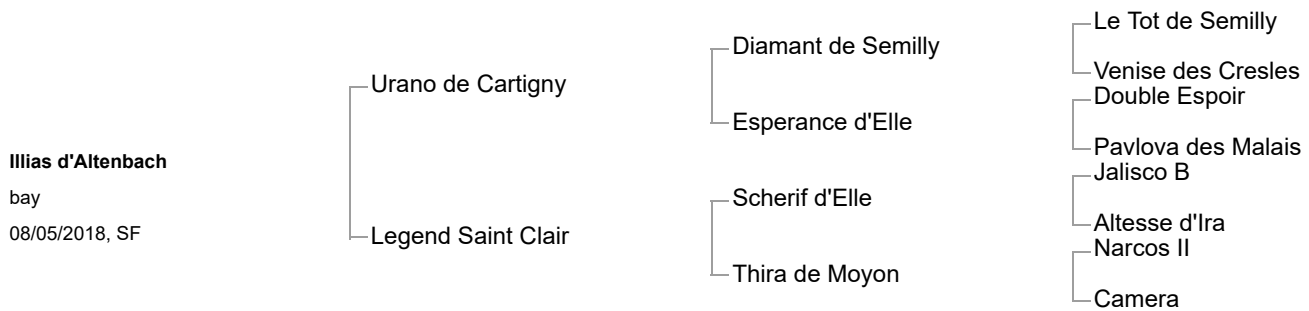 Illias d'Altenbach
bay
08/05/2018, SF
Urano de Cartigny
Legend Saint Clair
Diamant de Semilly
Esperance d'Elle
Scherif d'Elle
Thira de Moyon
Le Tot de Semilly
Venise des Cresles
Double Espoir
Pavlova des Malais
Jalisco B
Altesse d'Ira
Narcos II
Camera